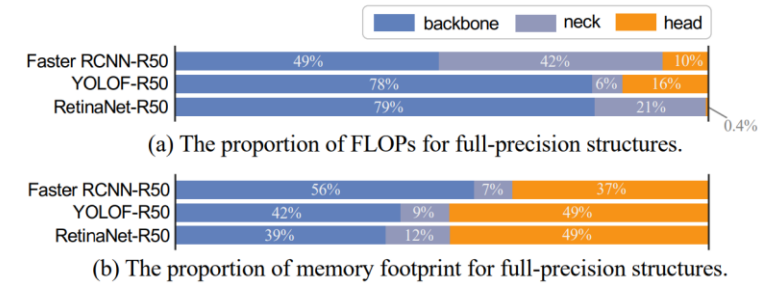 backbone neck head
Faster RCNN-R50 49% 42% 10%
YOLOF-R50 78% 6% 16%
RetinaNet-R50 79% 21%
0.4%
(a) The proportion of FLOPs for full-precision structures.
Faster RCNN-R50 56% 7% 37%
YOLOF-R50 42% 9% 49%
RetinaNet-R50 39% 12% 49%
(b) The proportion of memory footprint for full-precision structures.